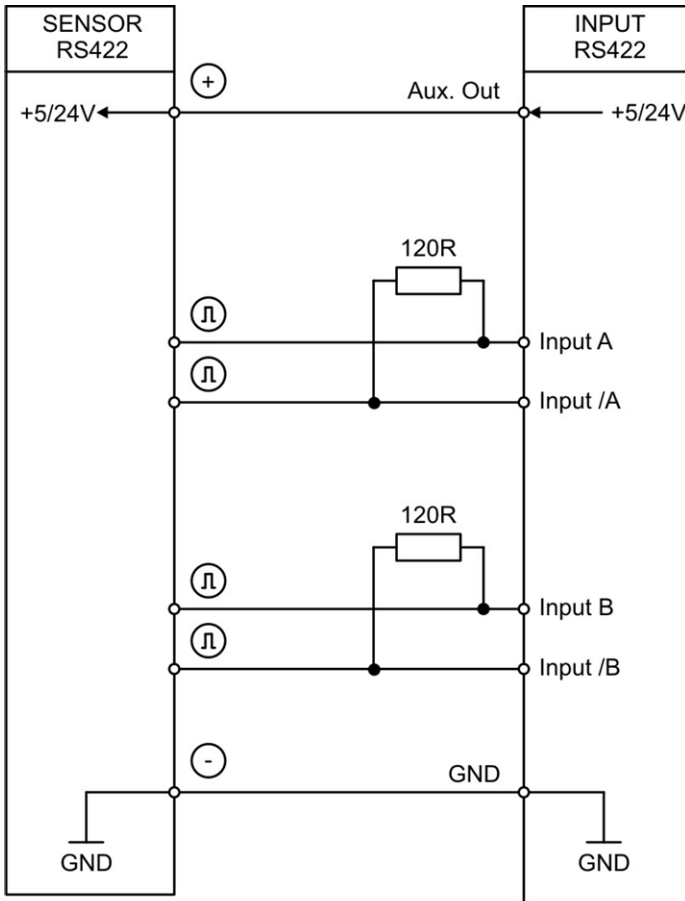 SENSOR
RS422
INPUT
RS422
+
Aux. Out
+5/24V
+5/24V
120R
Input A
Input /A
120R
Input B
Input /B
-
GND
GND
GND